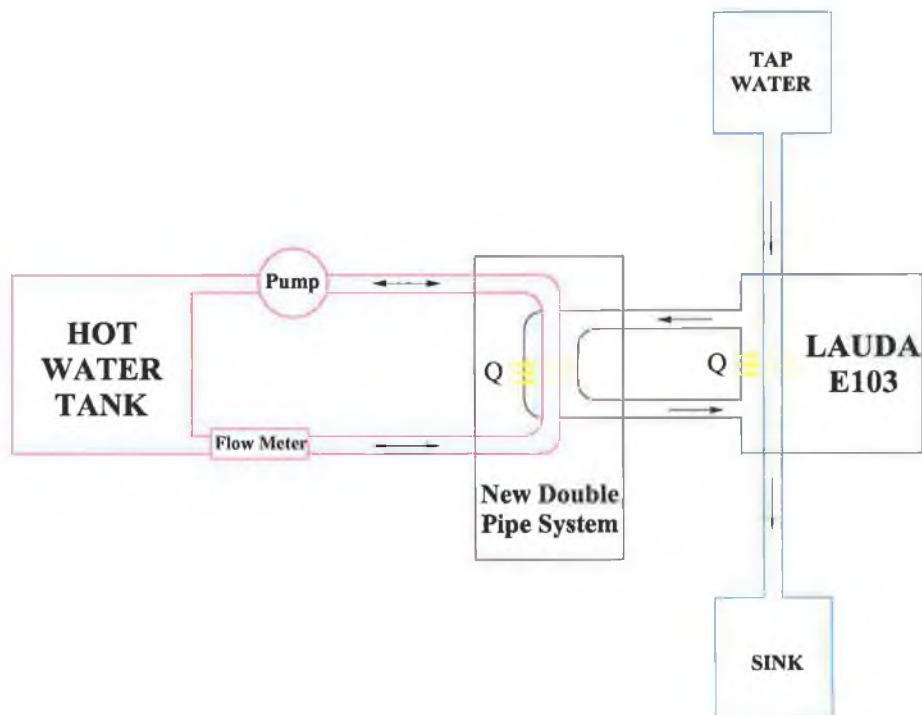 TAP
WATER
Pump
HOT
WATER
TANK
Q
Q
LAUDA
E103
Flow Meter
New Double
Pipe System
SINK